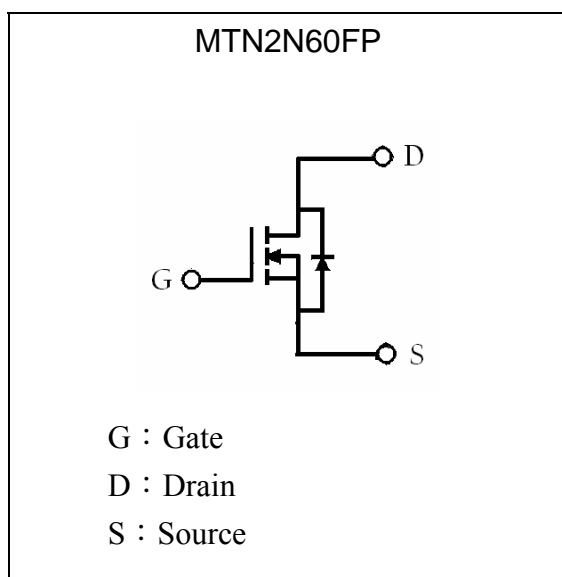 MTN2N60FP
D
G
S
G：Gate
D：Drain
S：Source